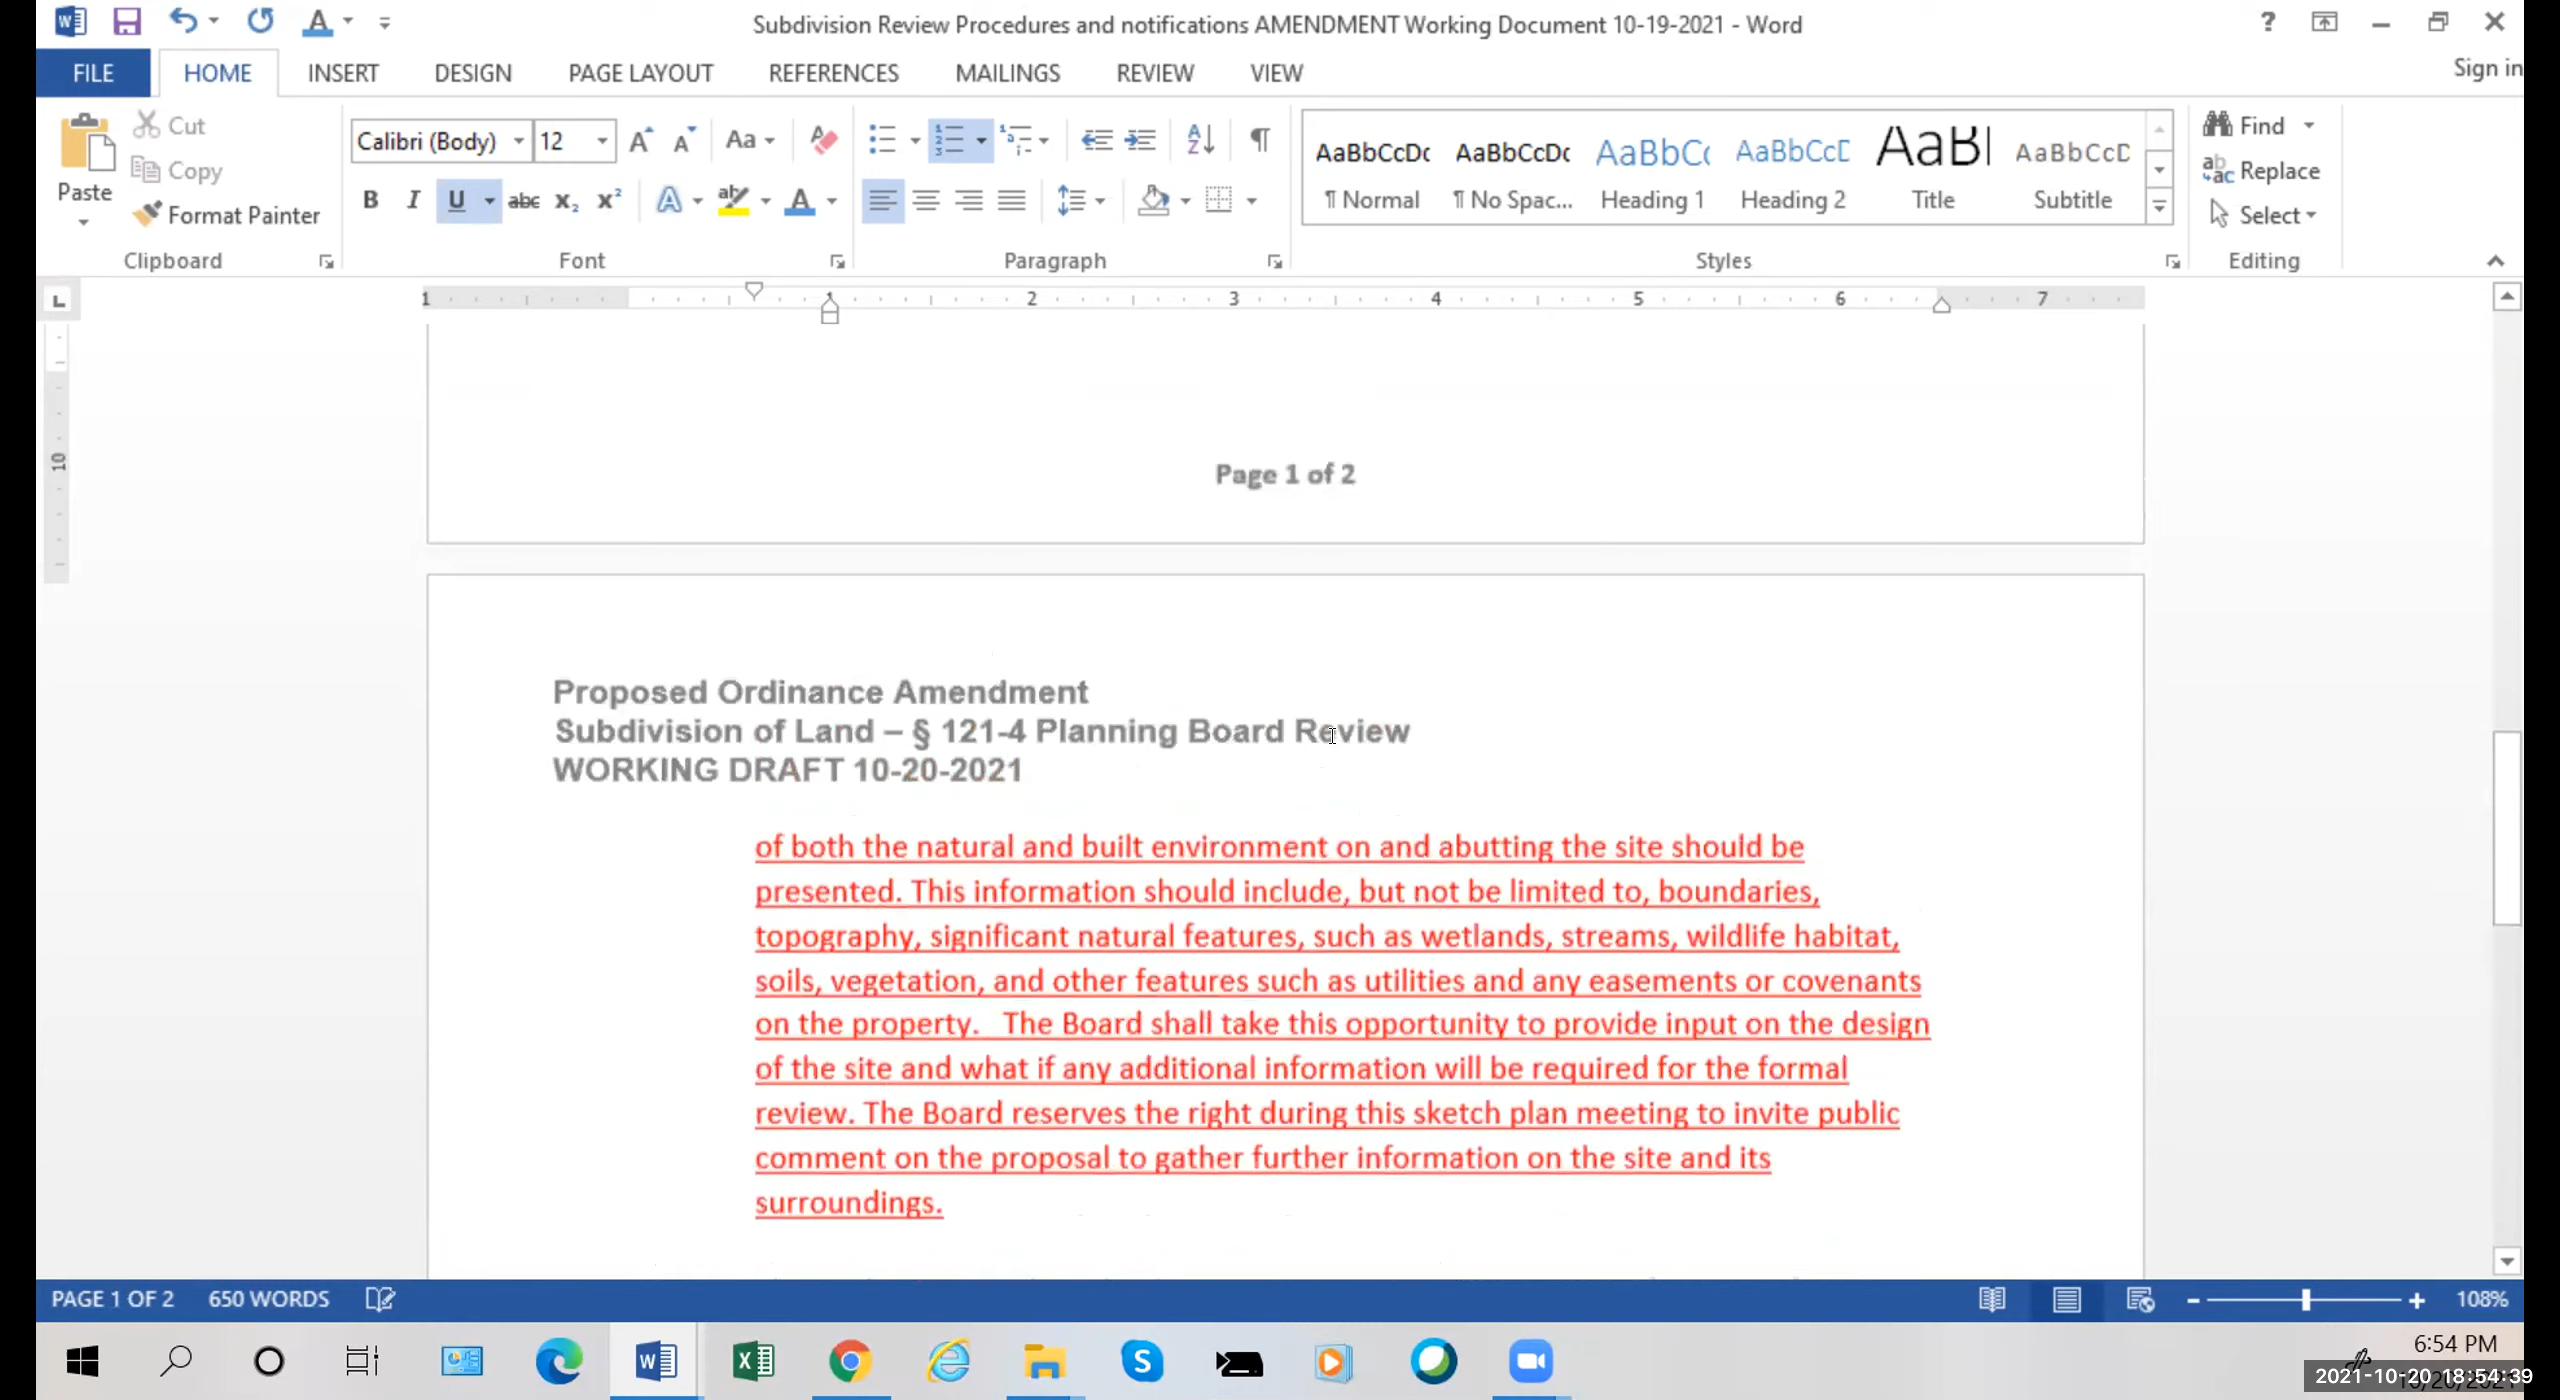 Subdivision Review Procedures and notifications AMENDMENT Working Document 10-19-2021 - Word
FILE HOME INSERT DESIGN PAGE LAYOUT REFERENCES MAILINGS REVIEW VIEW Sign in
Paste
Cut
Copy
Format Painter
Clipboard
Calibri (Body) 12
Font
Paragraph
AaBbCcDc AaBbCcDc AaBbCc AaBbCcD AaBl AaBbCcD
¶ Normal ¶ No Spac... Heading 1 Heading 2 Title Subtitle
Styles
Find
Replace
Select
Editing
1 1 2 3 4 5 6 7
10
Page 1 of 2
Proposed Ordinance Amendment
Subdivision of Land – § 121-4 Planning Board Review
WORKING DRAFT 10-20-2021
of both the natural and built environment on and abutting the site should be
presented. This information should include, but not be limited to, boundaries,
topography, significant natural features, such as wetlands, streams, wildlife habitat,
soils, vegetation, and other features such as utilities and any easements or covenants
on the property.   The Board shall take this opportunity to provide input on the design
of the site and what if any additional information will be required for the formal
review. The Board reserves the right during this sketch plan meeting to invite public
comment on the proposal to gather further information on the site and its
surroundings.
PAGE 1 OF 2 650 WORDS 108%
6:54 PM
2021-10-20 18:54:39